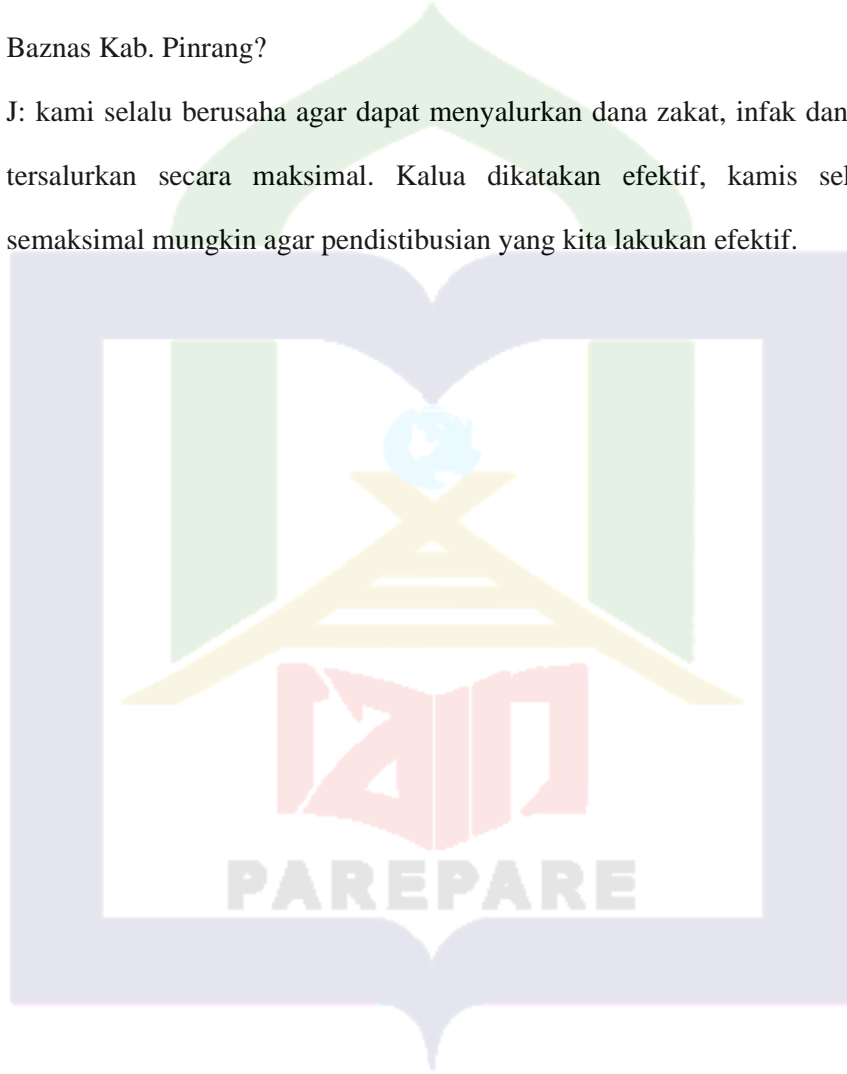 Baznas Kab. Pinrang?
J: kami selalu berusaha agar dapat menyalurkan dana zakat, infak dan
tersalurkan secara maksimal. Kalua dikatakan efektif, kamis sel
semaksimal mungkin agar pendistibusian yang kita lakukan efektif.
iain
PAREPARE